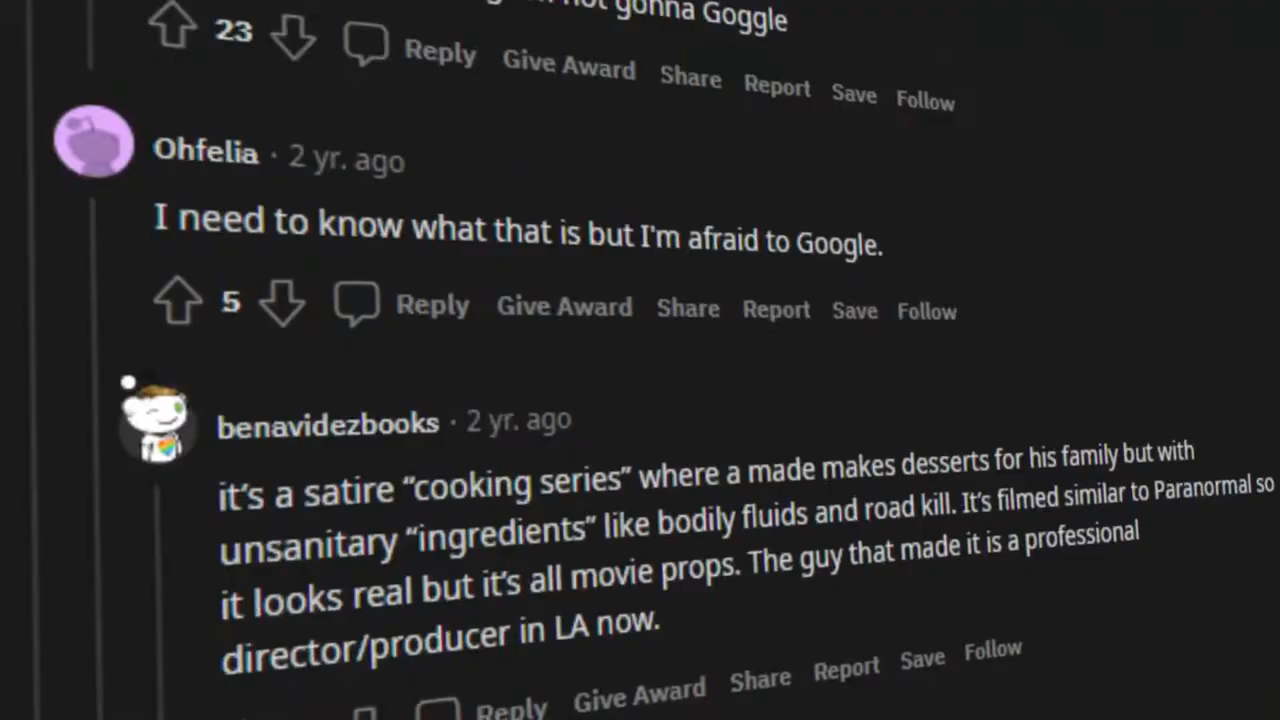 not gonna Goggle
23 Reply Give Award Share Report Save Follow
Ohfelia · 2 yr. ago
I need to know what that is but I'm afraid to Google.
5 Reply Give Award Share Report Save Follow
benavidezbooks · 2 yr. ago
it's a satire “cooking series” where a made makes desserts for his family but with
unsanitary “ingredients” like bodily fluids and road kill. It's filmed similar to Paranormal so
it looks real but it's all movie props. The guy that made it is a professional
director/producer in LA now.
Reply Give Award Share Report Save Follow